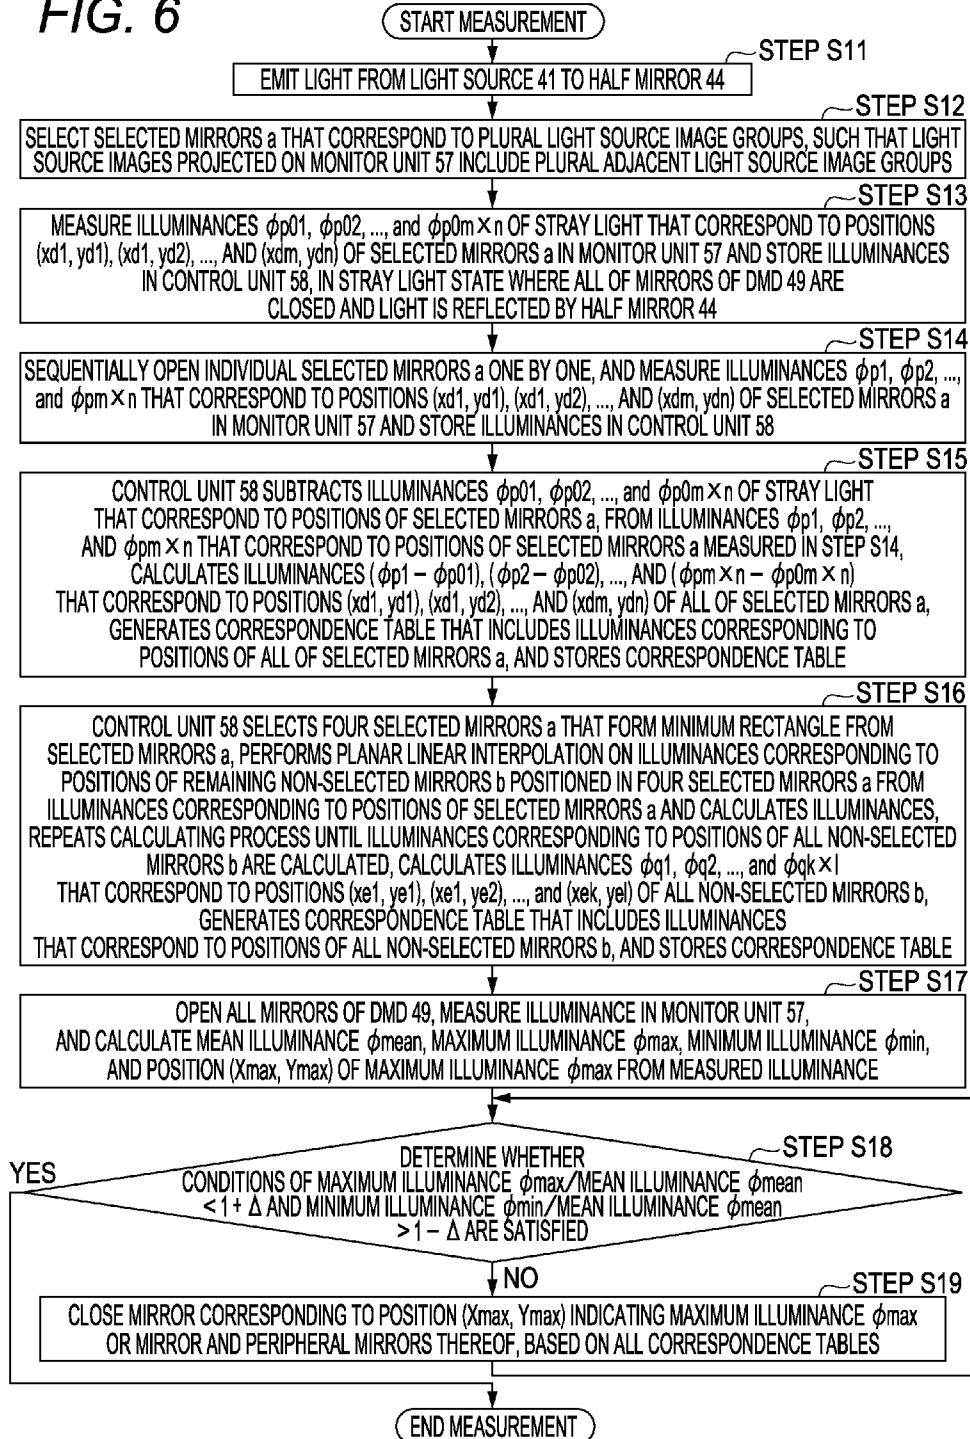 FIG. 6
START MEASUREMENT
STEP S11
EMIT LIGHT FROM LIGHT SOURCE 41 TO HALF MIRROR 44
STEP S12
SELECT SELECTED MIRRORS a THAT CORRESPOND TO PLURAL LIGHT SOURCE IMAGE GROUPS, SUCH THAT LIGHT
SOURCE IMAGES PROJECTED ON MONITOR UNIT 57 INCLUDE PLURAL ADJACENT LIGHT SOURCE IMAGE GROUPS
STEP S13
MEASURE ILLUMINANCES ϕp01, ϕp02, ..., and ϕp0m×n OF STRAY LIGHT THAT CORRESPOND TO POSITIONS
(xd1, yd1), (xd1, yd2), ..., AND (xdm, ydn) OF SELECTED MIRRORS a IN MONITOR UNIT 57 AND STORE ILLUMINANCES
IN CONTROL UNIT 58, IN STRAY LIGHT STATE WHERE ALL OF MIRRORS OF DMD 49 ARE
CLOSED AND LIGHT IS REFLECTED BY HALF MIRROR 44
STEP S14
SEQUENTIALLY OPEN INDIVIDUAL SELECTED MIRRORS a ONE BY ONE, AND MEASURE ILLUMINANCES ϕp1, ϕp2, ...,
and ϕpm×n THAT CORRESPOND TO POSITIONS (xd1, yd1), (xd1, yd2), ..., AND (xdm, ydn) OF SELECTED MIRRORS a
IN MONITOR UNIT 57 AND STORE ILLUMINANCES IN CONTROL UNIT 58
STEP S15
CONTROL UNIT 58 SUBTRACTS ILLUMINANCES ϕp01, ϕp02, ..., and ϕp0m×n OF STRAY LIGHT
THAT CORRESPOND TO POSITIONS OF SELECTED MIRRORS a, FROM ILLUMINANCES ϕp1, ϕp2, ...,
AND ϕpm×n THAT CORRESPOND TO POSITIONS OF SELECTED MIRRORS a MEASURED IN STEP S14,
CALCULATES ILLUMINANCES (ϕp1 − ϕp01), (ϕp2 − ϕp02), ..., AND (ϕpm×n − ϕp0m×n)
THAT CORRESPOND TO POSITIONS (xd1, yd1), (xd1, yd2), ..., AND (xdm, ydn) OF ALL OF SELECTED MIRRORS a,
GENERATES CORRESPONDENCE TABLE THAT INCLUDES ILLUMINANCES CORRESPONDING TO
POSITIONS OF ALL OF SELECTED MIRRORS a, AND STORES CORRESPONDENCE TABLE
STEP S16
CONTROL UNIT 58 SELECTS FOUR SELECTED MIRRORS a THAT FORM MINIMUM RECTANGLE FROM
SELECTED MIRRORS a, PERFORMS PLANAR LINEAR INTERPOLATION ON ILLUMINANCES CORRESPONDING TO
POSITIONS OF REMAINING NON-SELECTED MIRRORS b POSITIONED IN FOUR SELECTED MIRRORS a FROM
ILLUMINANCES CORRESPONDING TO POSITIONS OF SELECTED MIRRORS a AND CALCULATES ILLUMINANCES,
REPEATS CALCULATING PROCESS UNTIL ILLUMINANCES CORRESPONDING TO POSITIONS OF ALL NON-SELECTED
MIRRORS b ARE CALCULATED, CALCULATES ILLUMINANCES ϕq1, ϕq2, ..., and ϕqk×l
THAT CORRESPOND TO POSITIONS (xe1, ye1), (xe1, ye2), ..., and (xek, yel) OF ALL NON-SELECTED MIRRORS b,
GENERATES CORRESPONDENCE TABLE THAT INCLUDES ILLUMINANCES
THAT CORRESPOND TO POSITIONS OF ALL NON-SELECTED MIRRORS b, AND STORES CORRESPONDENCE TABLE
STEP S17
OPEN ALL MIRRORS OF DMD 49, MEASURE ILLUMINANCE IN MONITOR UNIT 57,
AND CALCULATE MEAN ILLUMINANCE ϕmean, MAXIMUM ILLUMINANCE ϕmax, MINIMUM ILLUMINANCE ϕmin,
AND POSITION (Xmax, Ymax) OF MAXIMUM ILLUMINANCE ϕmax FROM MEASURED ILLUMINANCE
STEP S18
YES
DETERMINE WHETHER
CONDITIONS OF MAXIMUM ILLUMINANCE ϕmax/MEAN ILLUMINANCE ϕmean
< 1 + Δ AND MINIMUM ILLUMINANCE ϕmin/MEAN ILLUMINANCE ϕmean
> 1 − Δ ARE SATISFIED
NO
STEP S19
CLOSE MIRROR CORRESPONDING TO POSITION (Xmax, Ymax) INDICATING MAXIMUM ILLUMINANCE ϕmax
OR MIRROR AND PERIPHERAL MIRRORS THEREOF, BASED ON ALL CORRESPONDENCE TABLES
END MEASUREMENT